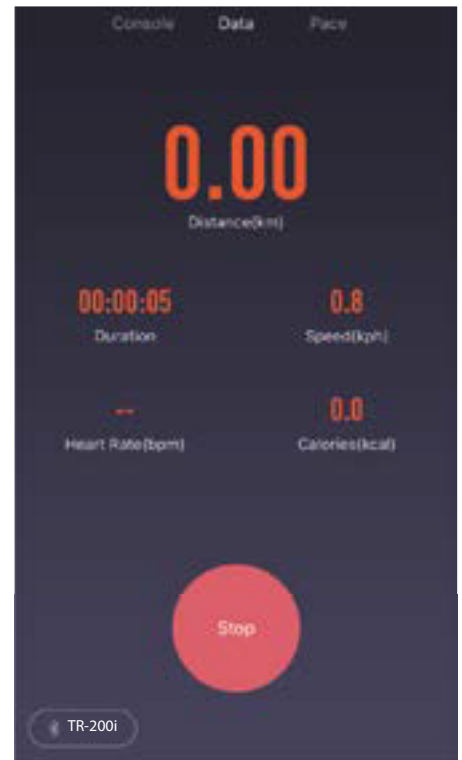 Console Data Pace
0.00
Distance(km)
00:00:05 0.8
Duration Speed(kph)
-- 0.0
Heart Rate(bpm) Calories(kcal)
Stop
TR-200i